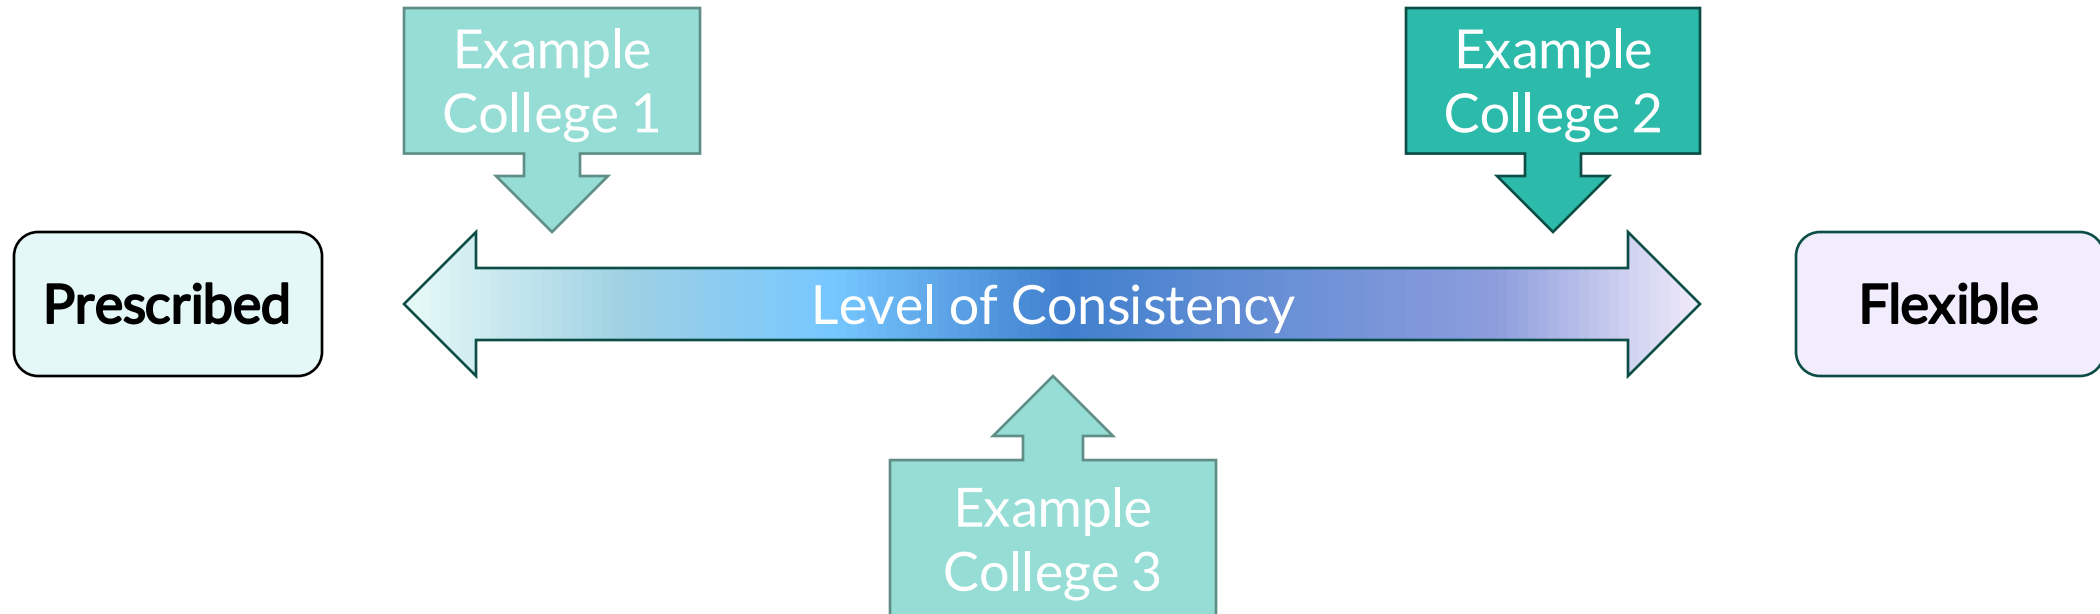 Example
College 1
Example
College 2
Prescribed
Level of Consistency
Flexible
Example
College 3